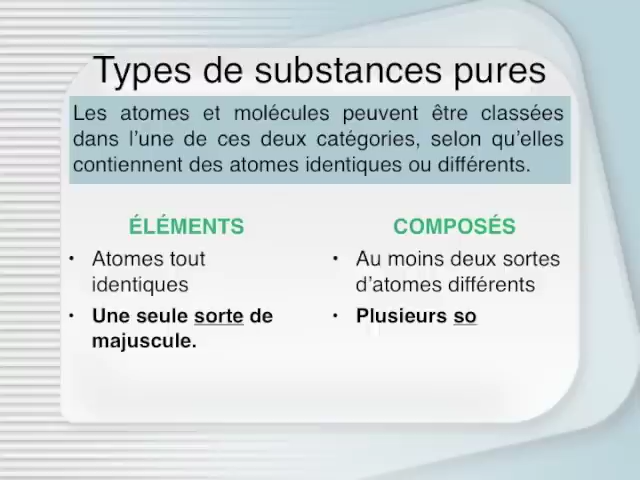 Types de substances pures
Les atomes et molécules peuvent être classées
dans l'une de ces deux catégories, selon qu'elles
contiennent des atomes identiques ou différents.
ÉLÉMENTS
• Atomes tout
identiques
• Une seule sorte de
majuscule.
COMPOSÉS
• Au moins deux sortes
d'atomes différents
• Plusieurs so